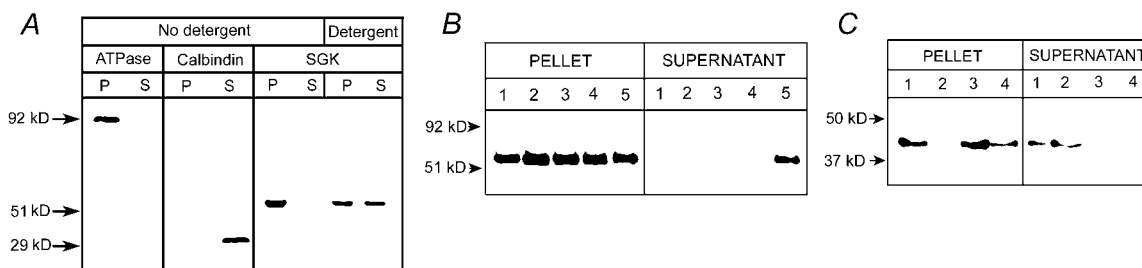 A
No detergent Detergent
ATPase Calbindin SGK
P S P S P S P S
92 kD
51 kD
29 kD
B
PELLET SUPERNATANT
1 2 3 4 5 1 2 3 4 5
92 kD
51 kD
C
PELLET SUPERNATANT
1 2 3 4 1 2 3 4
50 kD
37 kD